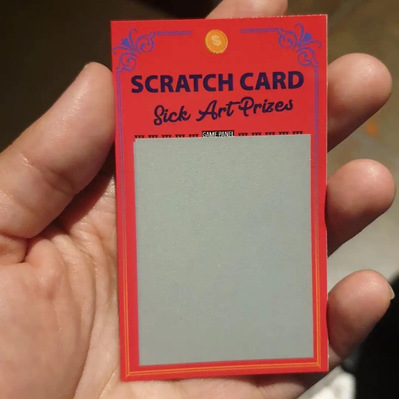 SCRATCH CARD
Sick Art Prizes
GAME PANEL